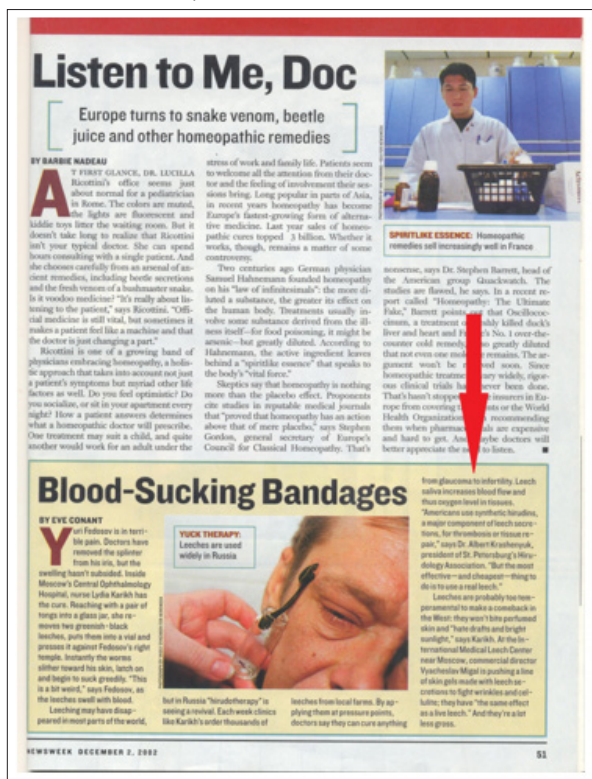 Listen to Me, Doc
Europe turns to snake venom, beetle
juice and other homeopathic remedies
BY BARBIE NADEAU
AT FIRST GLANCE, DR. LUCILLA
Ricottini's office seems just
about normal for a pediatrician
in Rome. The colors are muted,
the lights are fluorescent and
kiddie toys litter the waiting room. But it
doesn't take long to realize that Ricottini
isn't your typical doctor. She can spend
hours consulting with a single patient. And
she chooses carefully from an arsenal of an-
cient remedies, including beetle secretions
and the fresh venom of a bushmaster snake.
Is it voodoo medicine? "It's really about lis-
tening to the patient," says Ricottini. "Offi-
cial medicine is still vital, but sometimes it
makes a patient feel like a machine and that
the doctor is just changing a part."
Ricottini is one of a growing band of
physicians embracing homeopathy, a holis-
tic approach that takes into account not just
a patient's symptoms but myriad other life
factors as well. Do you feel optimistic? Do
you socialize, or sit in your apartment every
night? How a patient answers determines
what a homeopathic doctor will prescribe.
One treatment may suit a child, and quite
another would work for an adult under the
stress of work and family life. Patients seem
to welcome all the attention from their doc-
tor and the feeling of involvement their ses-
sions bring. Long popular in parts of Asia,
in recent years homeopathy has become
Europe's fastest-growing form of alterna-
tive medicine. Last year sales of homeo-
pathic cures topped 3 billion. Whether it
works, though, remains a matter of some
controversy.
Two centuries ago German physician
Samuel Hahnemann founded homeopathy
on his "law of infinitesimals": the more di-
luted a substance, the greater its effect on
the human body. Treatments usually in-
volve some substance derived from the ill-
ness itself—for food poisoning, it might be
arsenic—but greatly diluted. According to
Hahnemann, the active ingredient leaves
behind a "spiritlike essence" that speaks to
the body's "vital force."
Skeptics say that homeopathy is nothing
more than the placebo effect. Proponents
cite studies in reputable medical journals
that "proved that homeopathy has an action
above that of mere placebo," says Stephen
Gordon, general secretary of Europe's
Council for Classical Homeopathy. That's
SPIRITLIKE ESSENCE: Homeopathic
remedies sell increasingly well in France
nonsense, says Dr. Stephen Barrett, head of
the American group Quackwatch. The
studies are flawed, he says. In a recent re-
port called "Homeopathy: The Ultimate
Fake," Barrett points out that Oscillococ-
cinum, a treatment killed duck's
liver and heart and No. 1 over-the-
counter cold remedy, so greatly diluted
that not even one remains. The ar-
gument won't be soon. Since
homeopathic treatments vary widely, rigor-
ous clinical trials never been done.
That's hasn't stopped insurers in Eu-
rope from covering or the World
Health Organization recommending
them when pharmaceuticals are expensive
and hard to get. And maybe doctors will
better appreciate the need to listen.
Blood-Sucking Bandages
BY EVE CONANT
Yuri Fedosov is in terri-
ble pain. Doctors have
removed the splinter
from his iris, but the
swelling hasn't subsided. Inside
Moscow's Central Ophthalmology
Hospital, nurse Lydia Karikh has
the cure. Reaching with a pair of
tongs into a glass jar, she re-
moves two greenish-black
leeches, puts them into a vial and
presses it against Fedosov's right
temple. Instantly the worms
slither toward his skin, latch on
and begin to suck greedily. "This
is a bit weird," says Fedosov, as
the leeches swell with blood.
Leeching may have disap-
peared in most parts of the world,
YUCK THERAPY:
Leeches are used
widely in Russia
but in Russia "hirudotherapy" is
seeing a revival. Each week clinics
like Karikh's order thousands of
leeches from local farms. By ap-
plying them at pressure points,
doctors say they can cure anything
from glaucoma to infertility. Leech
saliva increases blood flow and
thus oxygen level in tissues.
"Americans use synthetic hirudins,
a major component of leech secre-
tions, for thrombosis or tissue re-
pair," says Dr. Albert Krashenyuk,
president of St. Petersburg's Hiru-
dology Association. "But the most
effective—and cheapest—thing to
do is to use a real leech."
Leeches are probably too tem-
peramental to make a comeback in
the West: they won't bite perfumed
skin and "hate drafts and bright
sunlight," says Karikh. At the In-
ternational Medical Leech Center
near Moscow, commercial director
Vyacheslav Migal is pushing a line
of skin gels made with leech se-
cretions to fight wrinkles and cel-
lulite; they have "the same effect
as a live leech." And they're a lot
less gross.
NEWSWEEK DECEMBER 2, 2002
51